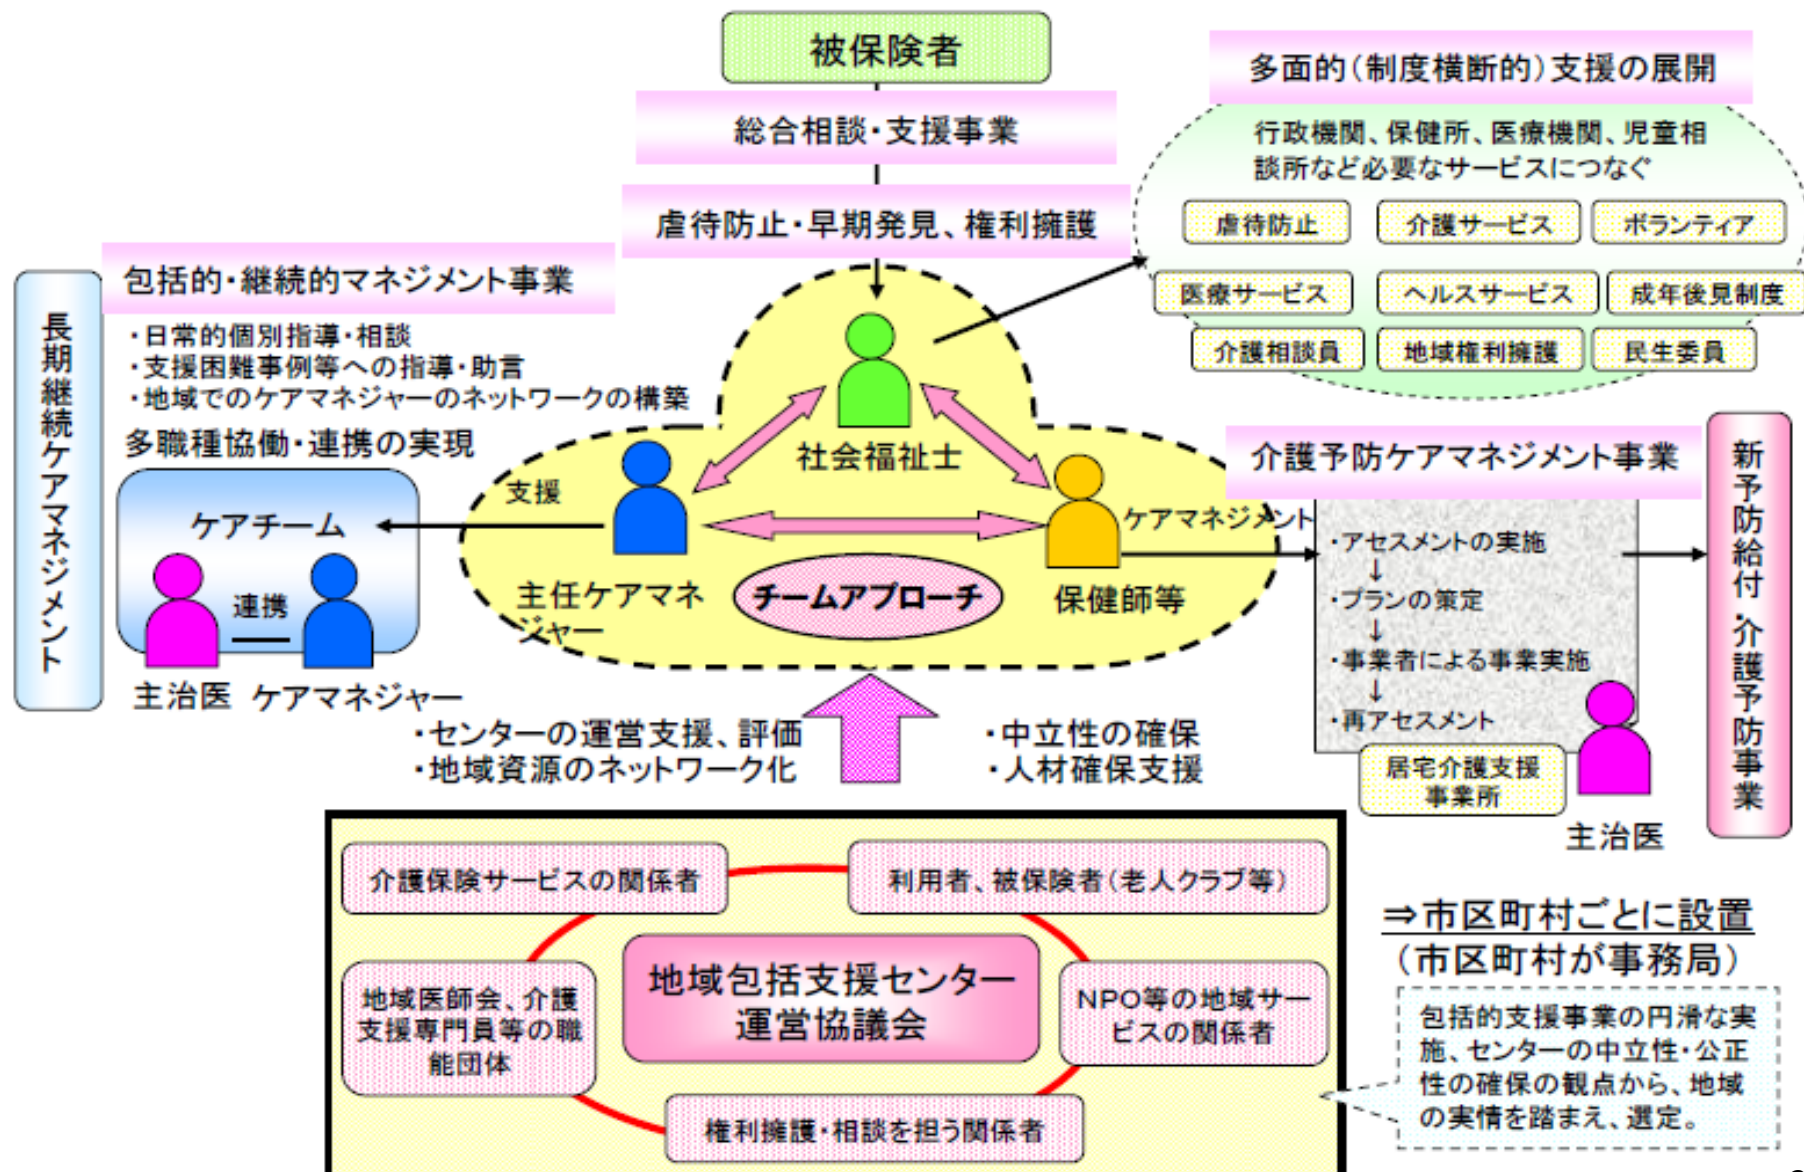 被保険者
総合相談・支援事業
虐待防止・早期発見、権利擁護
多面的(制度横断的)支援の展開
行政機関、保健所、医療機関、児童相
談所など必要なサービスにつなぐ
虐待防止
介護サービス
ボランティア
医療サービス
ヘルスサービス
成年後見制度
介護相談員
地域権利擁護
民生委員
長期継続ケアマネジメント
包括的・継続的マネジメント事業
・日常的個別指導・相談
・支援困難事例等への指導・助言
・地域でのケアマネジャーのネットワークの構築
多職種協働・連携の実現
ケアチーム
連携
主治医
ケアマネジャー
支援
社会福祉士
主任ケアマネ
ジャー
チームアプローチ
保健師等
ケアマネジメント
介護予防ケアマネジメント事業
・アセスメントの実施
↓
・プランの策定
↓
・事業者による事業実施
↓
・再アセスメント
居宅介護支援
事業所
主治医
新予防給付・介護予防事業
・センターの運営支援、評価
・地域資源のネットワーク化
・中立性の確保
・人材確保支援
介護保険サービスの関係者
利用者、被保険者(老人クラブ等)
地域医師会、介護
支援専門員等の職
能団体
地域包括支援センター
運営協議会
NPO等の地域サー
ビスの関係者
権利擁護・相談を担う関係者
⇒市区町村ごとに設置
(市区町村が事務局)
包括的支援事業の円滑な実
施、センターの中立性・公正
性の確保の観点から、地域
の実情を踏まえ、選定。